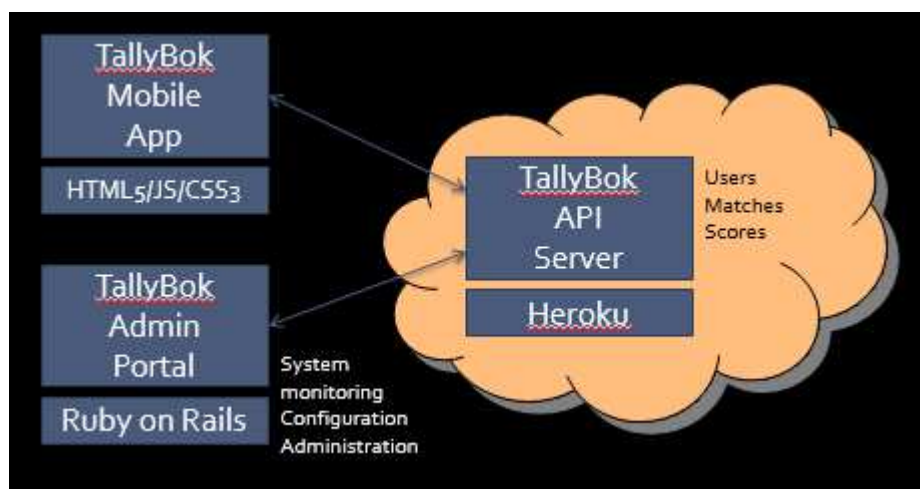 TallyBok
Mobile
App
HTML5/JS/CSS3
TallyBok
Admin
Portal
Ruby on Rails
System
monitoring
Configuration
Administration
TallyBok
API
Server
Heroku
Users
Matches
Scores